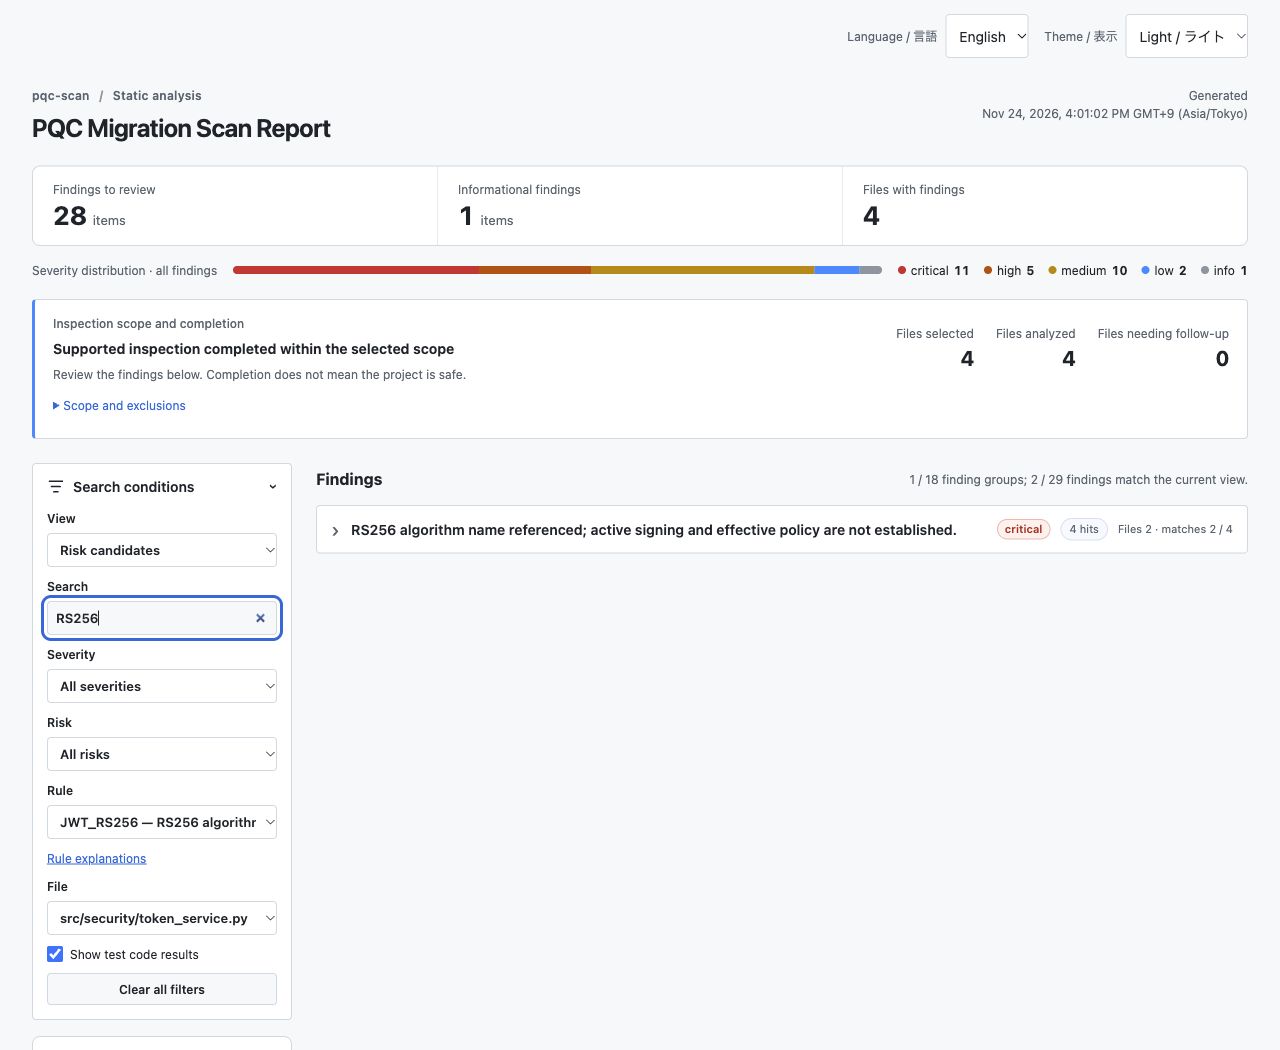 Language / 言語 English Theme / 表示 Light / ライト
pqc-scan / Static analysis
Generated
Nov 24, 2026, 4:01:02 PM GMT+9 (Asia/Tokyo)
PQC Migration Scan Report
Findings to review
28 items
Informational findings
1 items
Files with findings
4
Severity distribution · all findings critical 11 high 5 medium 10 low 2 info 1
Inspection scope and completion
Supported inspection completed within the selected scope
Review the findings below. Completion does not mean the project is safe.
Scope and exclusions
Files selected
4
Files analyzed
4
Files needing follow-up
0
Search conditions
View
Risk candidates
Search
RS256
Severity
All severities
Risk
All risks
Rule
JWT_RS256 — RS256 algorithr
Rule explanations
File
src/security/token_service.py
Show test code results
Clear all filters
Findings
1 / 18 finding groups; 2 / 29 findings match the current view.
RS256 algorithm name referenced; active signing and effective policy are not established. critical 4 hits Files 2 · matches 2 / 4